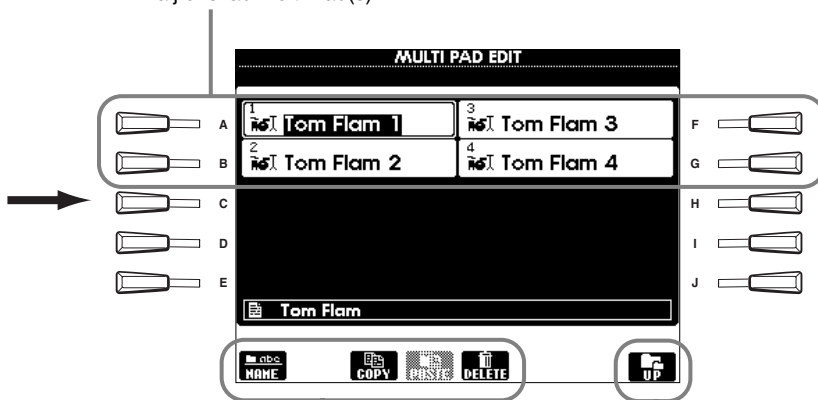 MULTI PAD EDIT
A 1 Tom Flam 1 3 Tom Flam 3 F
B 2 Tom Flam 2 4 Tom Flam 4 G
C H
D I
E J
Tom Flam
abc
NAME COPY PASTE DELETE UP